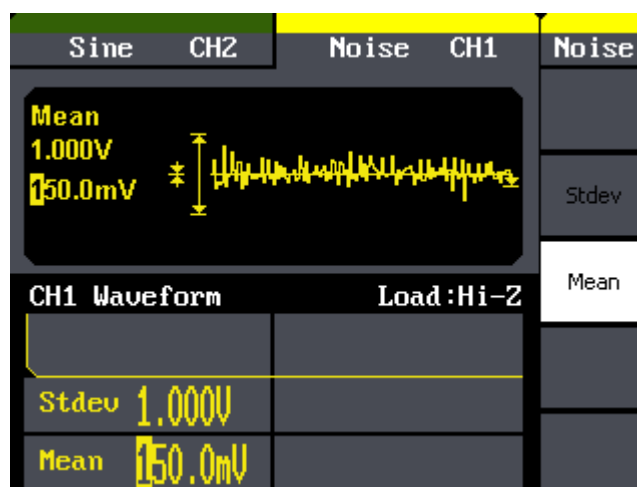 Sine CH2 Noise CH1 Noise
Mean
1.000V
150.0mV
Stdev
Mean
CH1 Waveform Load:Hi-Z
Stdev 1.000V
Mean 150.0mV